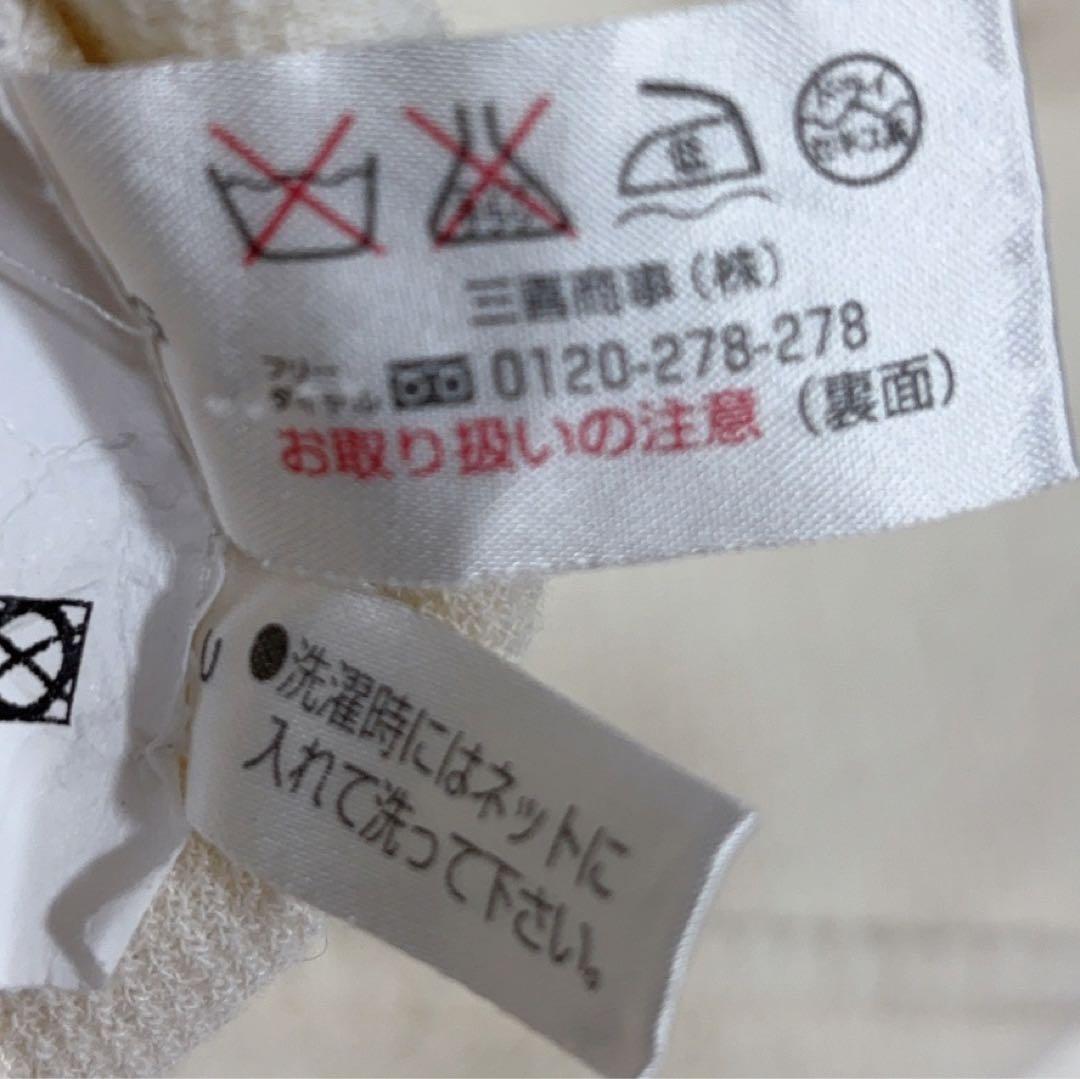 低
ドライ
セキユ系
三喜商事(株)
フリー
ダイヤル 0120-278-278
お取り扱いの注意 (裏面)
●洗濯時にはネットに
入れて洗って下さい。